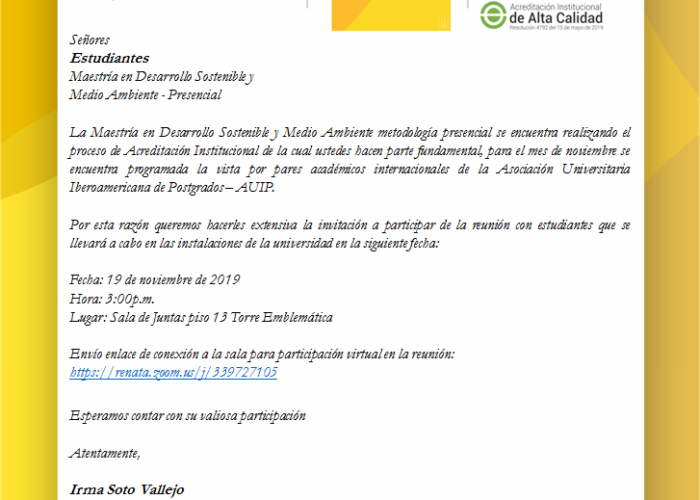 Acreditación Institucional
de Alta Calidad
Resolución 4792 del 15 de mayo de 2019
Señores
Estudiantes
Maestría en Desarrollo Sostenible y
Medio Ambiente - Presencial
La Maestría en Desarrollo Sostenible y Medio Ambiente metodología presencial se encuentra realizando el
proceso de Acreditación Institucional de la cual ustedes hacen parte fundamental, para el mes de noviembre se
encuentra programada la vista por pares académicos internacionales de la Asociación Universitaria
Iberoamericana de Postgrados – AUIP.
Por esta razón queremos hacerles extensiva la invitación a participar de la reunión con estudiantes que se
llevará a cabo en las instalaciones de la universidad en la siguiente fecha:
Fecha: 19 de noviembre de 2019
Hora: 3:00p.m.
Lugar: Sala de Juntas piso 13 Torre Emblemática
Envío enlace de conexión a la sala para participación virtual en la reunión:
https://renata.zoom.us/j/339727105
Esperamos contar con su valiosa participación
Atentamente,
Irma Soto Vallejo